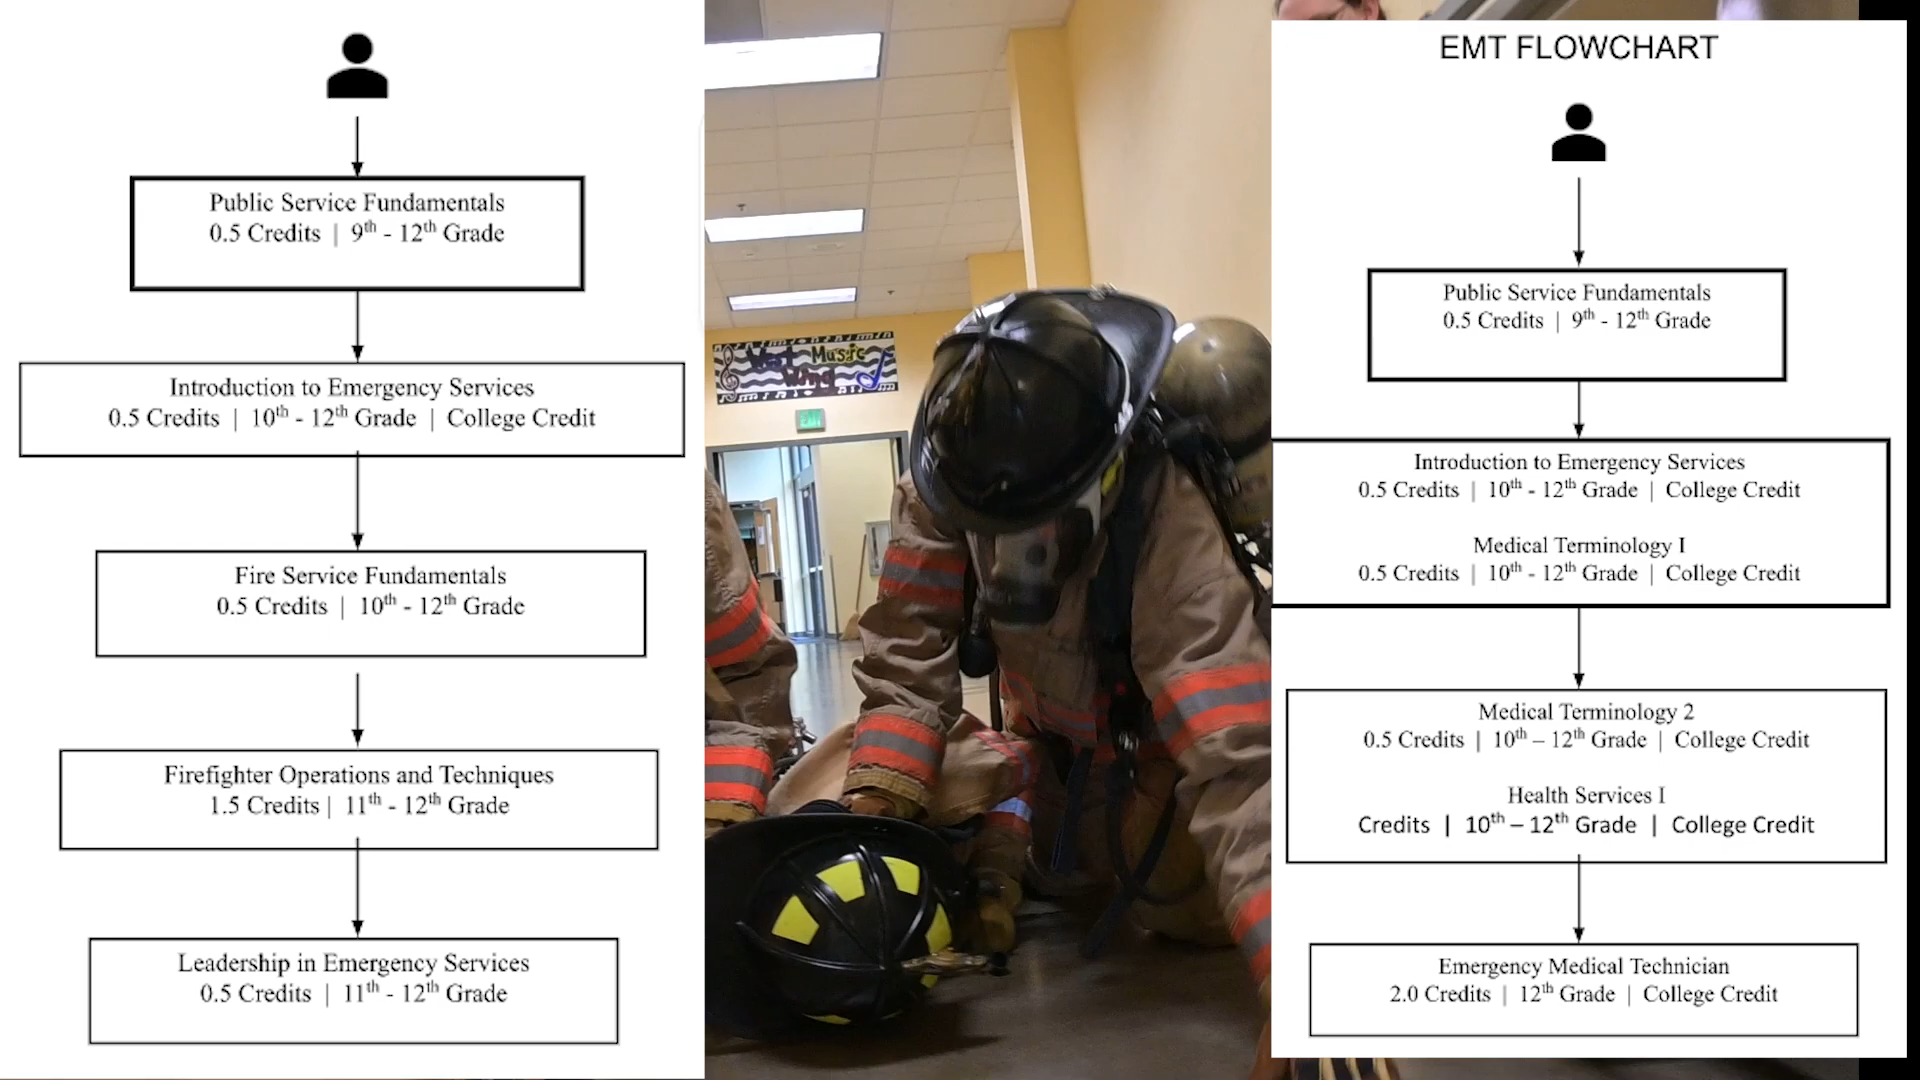 Public Service Fundamentals
0.5 Credits | 9th - 12th Grade
Introduction to Emergency Services
0.5 Credits | 10th - 12th Grade | College Credit
Fire Service Fundamentals
0.5 Credits | 10th - 12th Grade
Firefighter Operations and Techniques
1.5 Credits | 11th - 12th Grade
Leadership in Emergency Services
0.5 Credits | 11th - 12th Grade
West Music
Wing
EXIT
EMT FLOWCHART
Public Service Fundamentals
0.5 Credits | 9th - 12th Grade
Introduction to Emergency Services
0.5 Credits | 10th - 12th Grade | College Credit
Medical Terminology I
0.5 Credits | 10th - 12th Grade | College Credit
Medical Terminology 2
0.5 Credits | 10th – 12th Grade | College Credit
Health Services I
Credits | 10th – 12th Grade | College Credit
Emergency Medical Technician
2.0 Credits | 12th Grade | College Credit